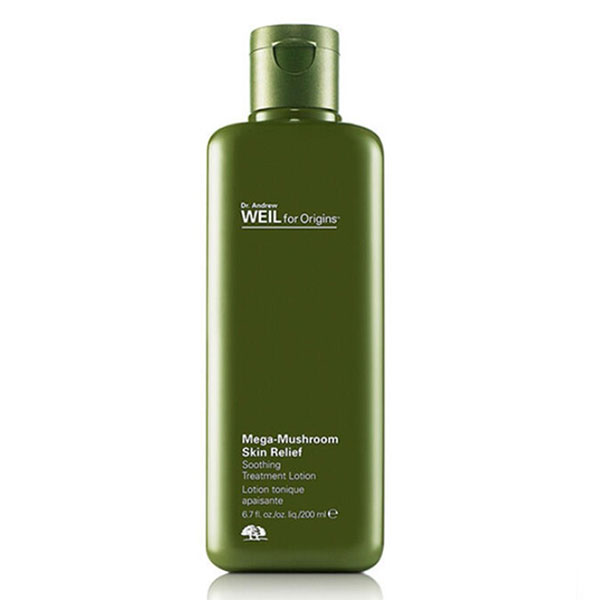 Dr. Andrew
WEIL for Origins™
Mega-Mushroom
Skin Relief
Soothing
Treatment Lotion
Lotion tonique
apaisante
6.7 fl. oz./oz. liq./200 ml ℮